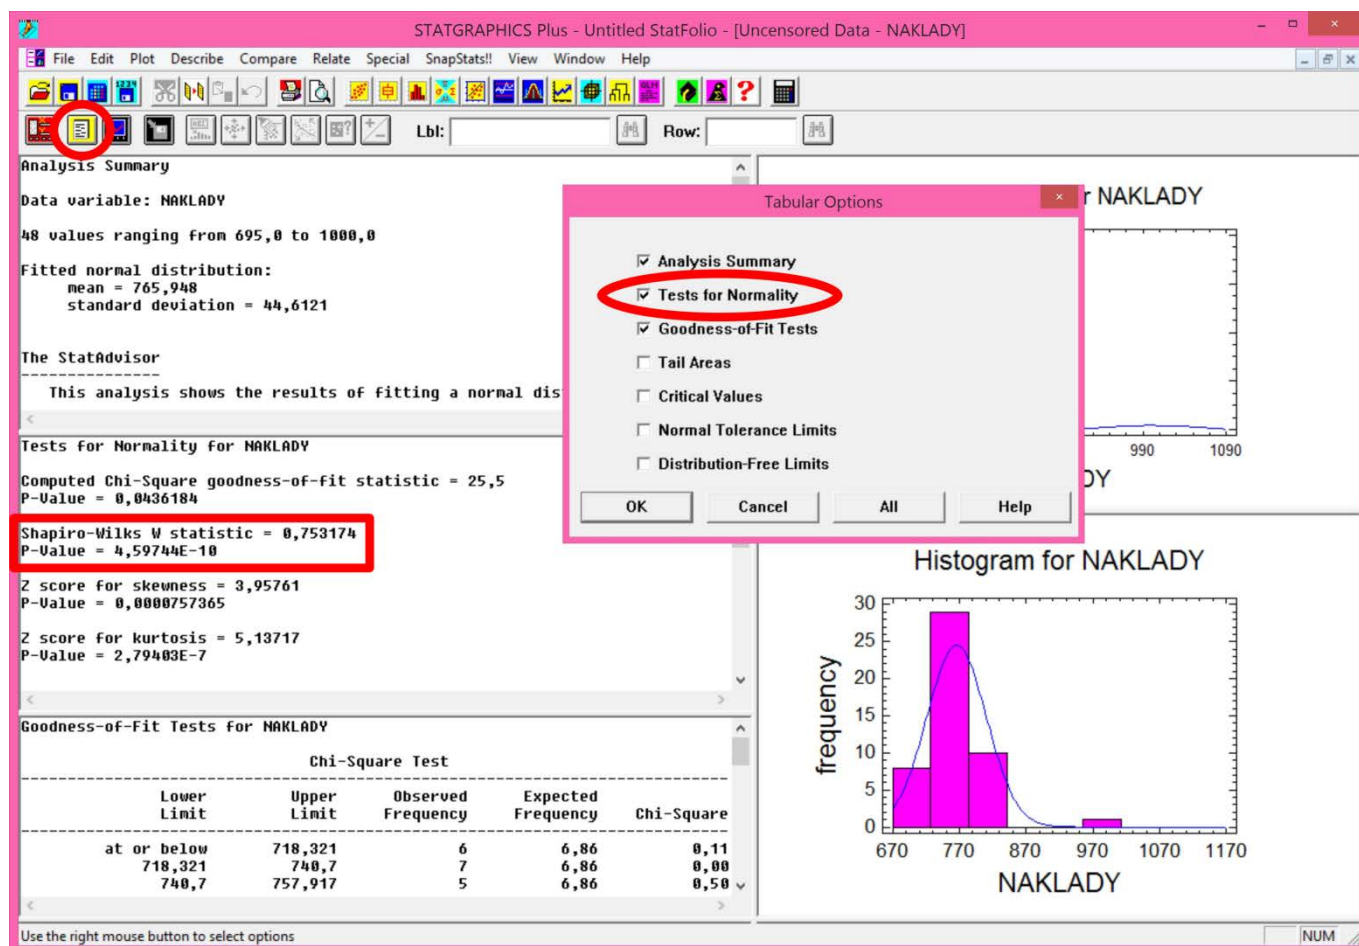 STATGRAPHICS Plus - Untitled StatFolio - [Uncensored Data - NAKLADY]
File Edit Plot Describe Compare Relate Special SnapStats!! View Window Help
Lbl: Row:
Analysis Summary
Data variable: NAKLADY
48 values ranging from 695,0 to 1000,0
Fitted normal distribution:
mean = 765,948
standard deviation = 44,6121
The StatAdvisor
---------------
This analysis shows the results of fitting a normal dis
Tests for Normality for NAKLADY
Computed Chi-Square goodness-of-fit statistic = 25,5
P-Value = 0,0436184
Shapiro-Wilks W statistic = 0,753174
P-Value = 4,59744E-10
Z score for skewness = 3,95761
P-Value = 0,0000757365
Z score for kurtosis = 5,13717
P-Value = 2,79403E-7
Goodness-of-Fit Tests for NAKLADY
Chi-Square Test
Lower Upper Observed Expected
Limit Limit Frequency Frequency Chi-Square
at or below 718,321 6 6,86 0,11
718,321 740,7 7 6,86 0,00
740,7 757,917 5 6,86 0,50
Tabular Options
Analysis Summary
Tests for Normality
Goodness-of-Fit Tests
Tail Areas
Critical Values
Normal Tolerance Limits
Distribution-Free Limits
OK Cancel All Help
r NAKLADY
990 1090
DY
Histogram for NAKLADY
frequency
30
25
20
15
10
5
0
670 770 870 970 1070 1170
NAKLADY
Use the right mouse button to select options
NUM